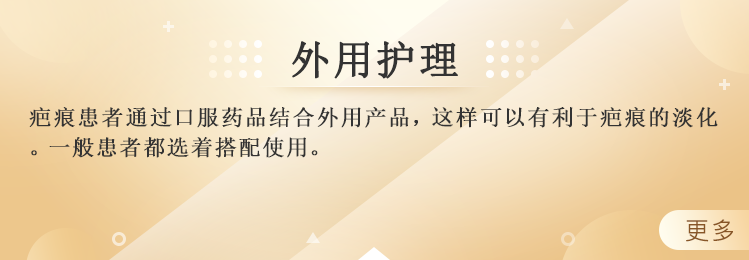 外用护理
疤痕患者通过口服药品结合外用产品，这样可以有利于疤痕的淡化
。一般患者都选着搭配使用。
更多